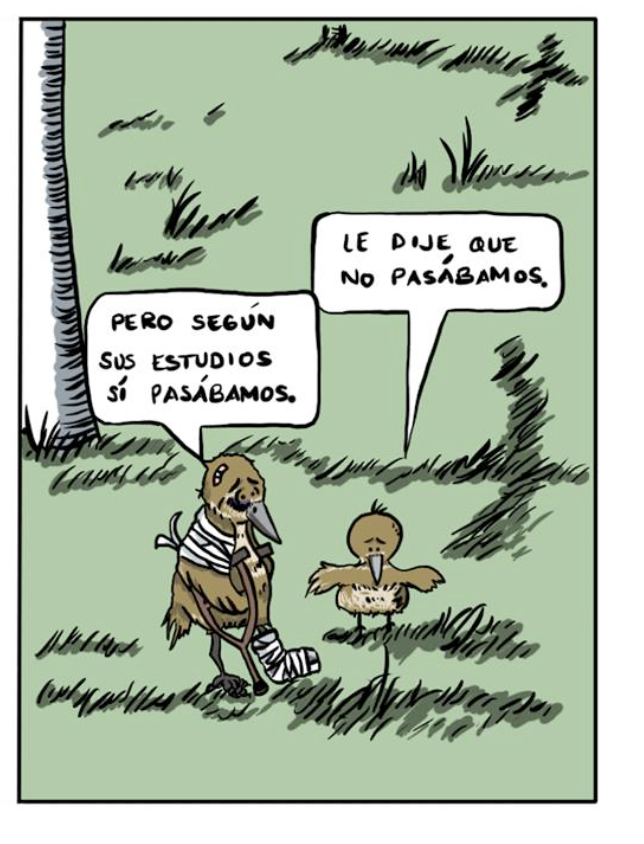 LE DIJE QUE
NO PASÁBAMOS.
PERO SEGÚN
SUS ESTUDIOS
SÍ PASÁBAMOS.